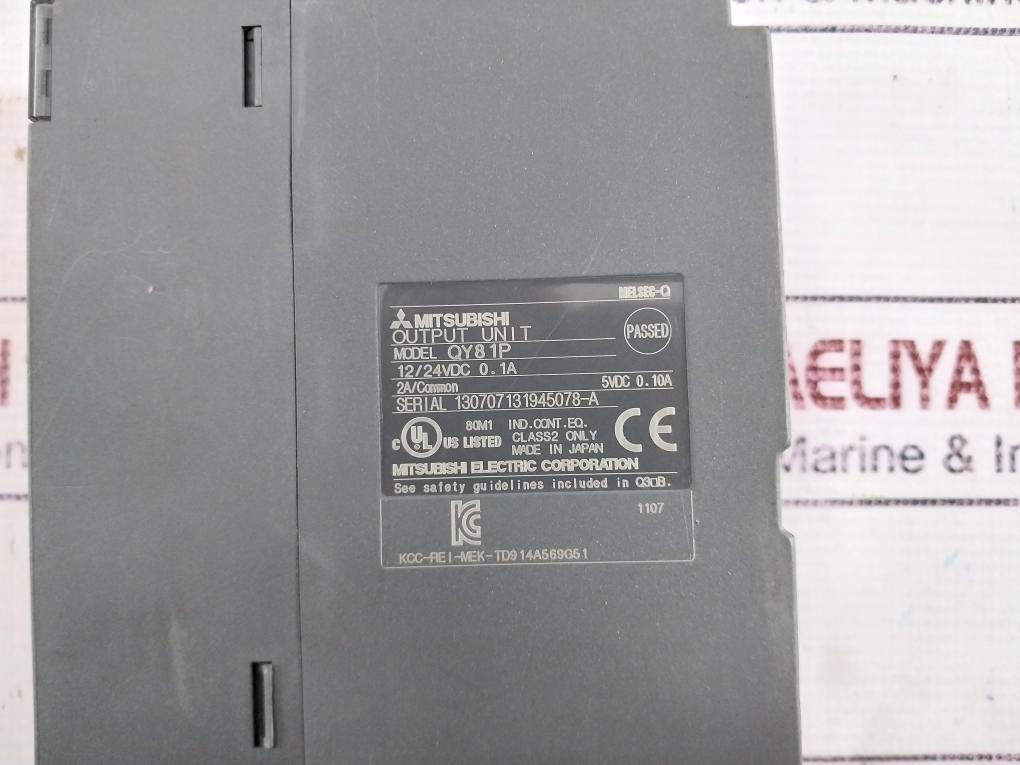 MELSEC-Q
MITSUBISHI
OUTPUT UNIT
PASSED
MODEL QY81P
12/24VDC 0.1A
2A/Common 5VDC 0.10A
SERIAL 130707131945078-A
C UL US LISTED
80M1 IND.CONT.EQ.
CLASS2 ONLY
MADE IN JAPAN
CE
MITSUBISHI ELECTRIC CORPORATION
See safety guidelines included in Q3□B.
KC
1107
KCC-REI-MEK-TD914A569G51
AELIYA
Marine &